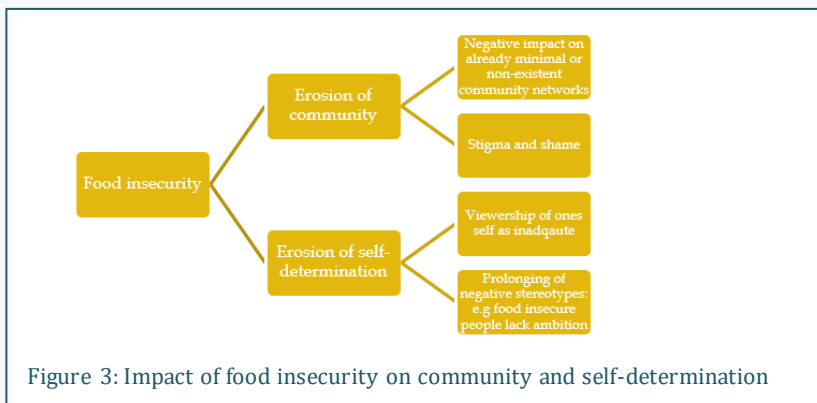 Food insecurity
Erosion of
community
Negative impact on
already minimal or
non-existent
community networks
Stigma and shame
Erosion of self-
determination
Viewership of ones
self as inadqaute
Prolonging of
negative stereotypes:
e.g food insecure
people lack ambition
Figure 3: Impact of food insecurity on community and self-determination